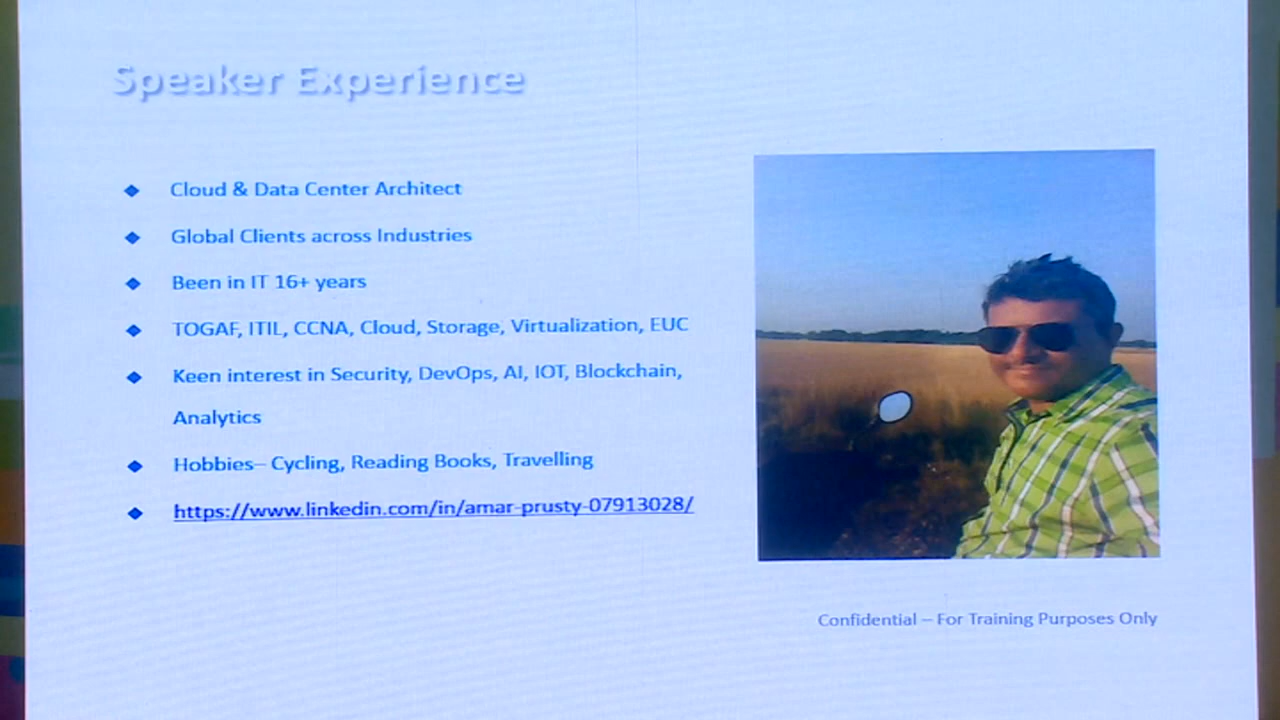 Speaker Experience
Cloud & Data Center Architect
Global Clients across Industries
Been in IT 16+ years
TOGAF, ITIL, CCNA, Cloud, Storage, Virtualization, EUC
Keen interest in Security, DevOps, AI, IOT, Blockchain,
Analytics
Hobbies– Cycling, Reading Books, Travelling
https://www.linkedin.com/in/amar-prusty-07913028/
Confidential – For Training Purposes Only